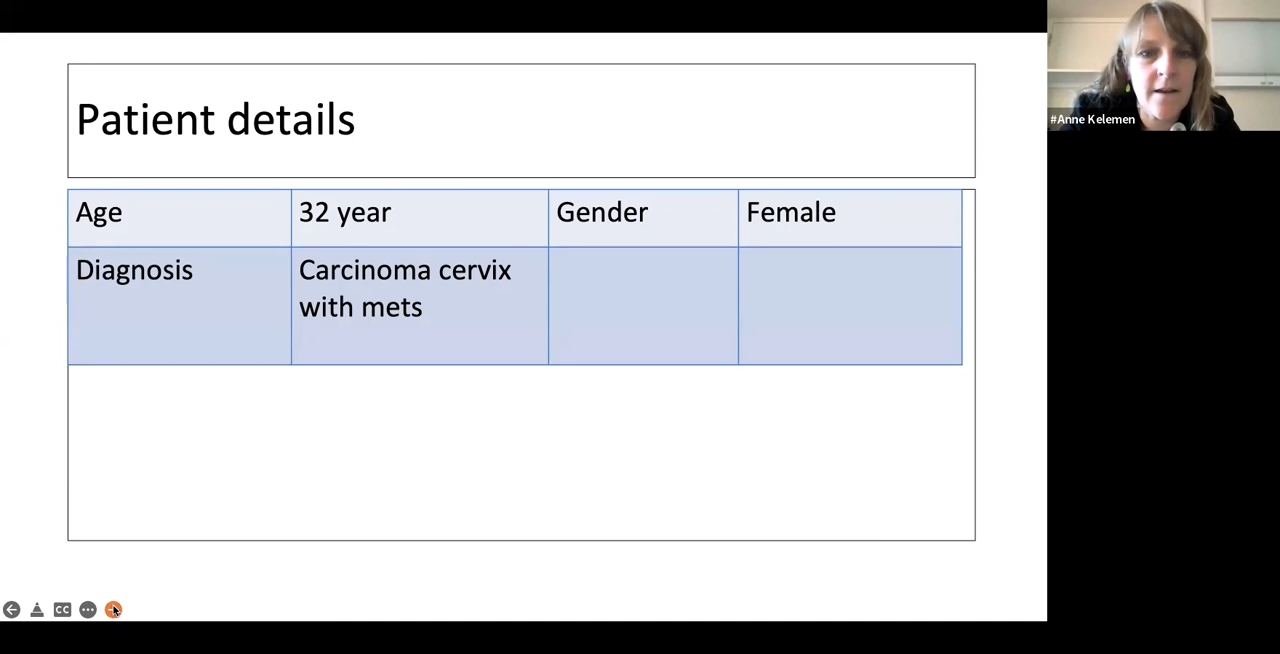 Patient details
Age 32 year Gender Female
Diagnosis Carcinoma cervix
with mets
#Anne Kelemen
CC